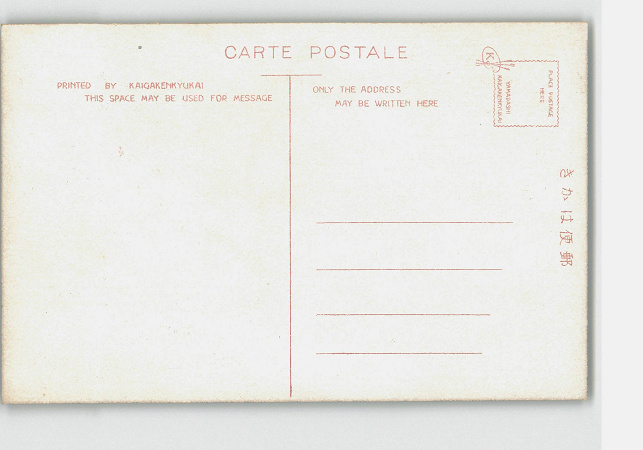 CARTE POSTALE
PRINTED BY KAIGAKENKYUKAI
THIS SPACE MAY BE USED FOR MESSAGE
ONLY THE ADDRESS
MAY BE WRITTEN HERE
K
PLACE POSTAGE
HERE
YAMADASHI
KAIGAKENKYUKAI
きかは便郵